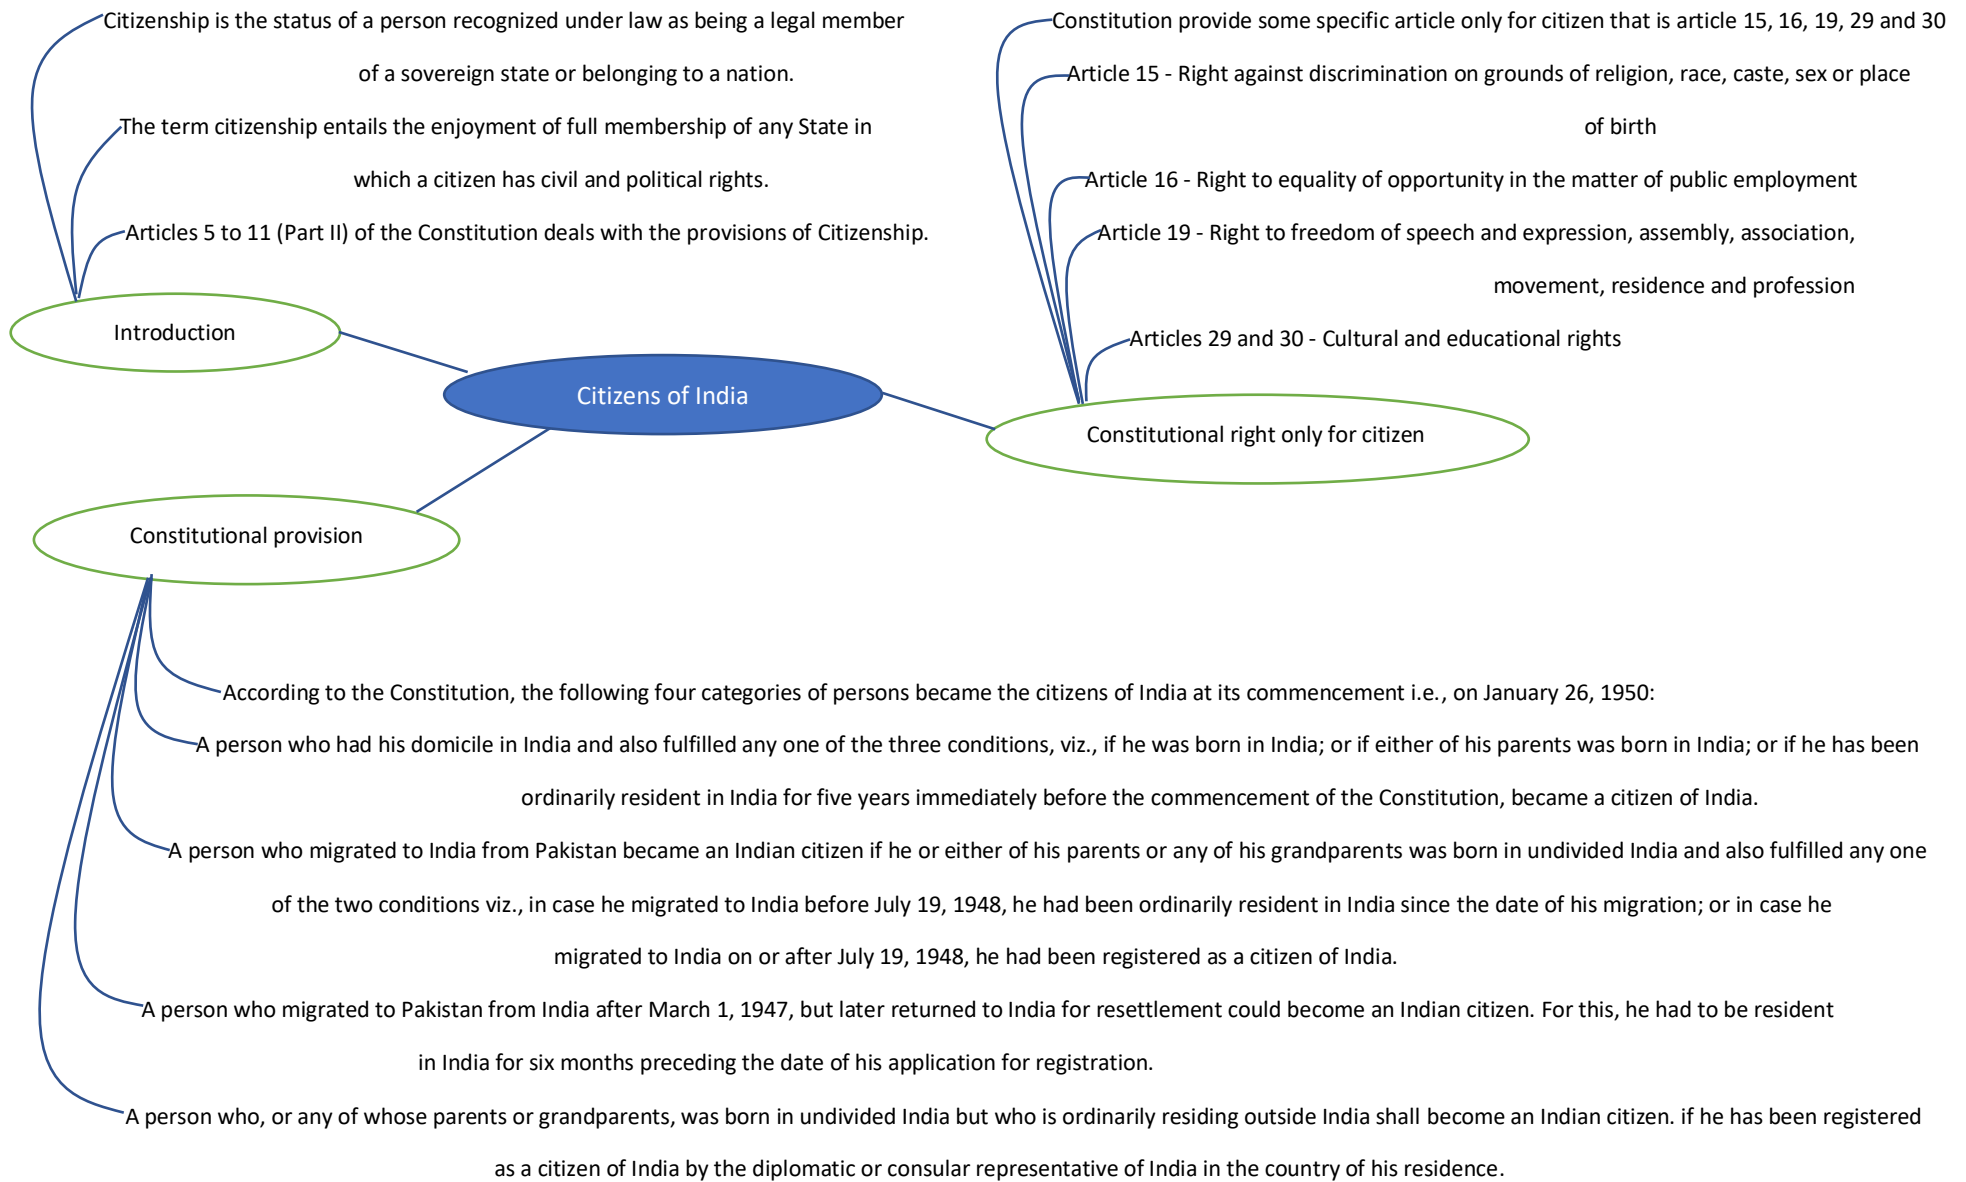 Citizenship is the status of a person recognized under law as being a legal member
of a sovereign state or belonging to a nation.
The term citizenship entails the enjoyment of full membership of any State in
which a citizen has civil and political rights.
Articles 5 to 11 (Part II) of the Constitution deals with the provisions of Citizenship.
Introduction
Citizens of India
Constitution provide some specific article only for citizen that is article 15, 16, 19, 29 and 30
Article 15 - Right against discrimination on grounds of religion, race, caste, sex or place
of birth
Article 16 - Right to equality of opportunity in the matter of public employment
Article 19 - Right to freedom of speech and expression, assembly, association,
movement, residence and profession
Articles 29 and 30 - Cultural and educational rights
Constitutional right only for citizen
Constitutional provision
According to the Constitution, the following four categories of persons became the citizens of India at its commencement i.e., on January 26, 1950:
A person who had his domicile in India and also fulfilled any one of the three conditions, viz., if he was born in India; or if either of his parents was born in India; or if he has been
ordinarily resident in India for five years immediately before the commencement of the Constitution, became a citizen of India.
A person who migrated to India from Pakistan became an Indian citizen if he or either of his parents or any of his grandparents was born in undivided India and also fulfilled any one
of the two conditions viz., in case he migrated to India before July 19, 1948, he had been ordinarily resident in India since the date of his migration; or in case he
migrated to India on or after July 19, 1948, he had been registered as a citizen of India.
A person who migrated to Pakistan from India after March 1, 1947, but later returned to India for resettlement could become an Indian citizen. For this, he had to be resident
in India for six months preceding the date of his application for registration.
A person who, or any of whose parents or grandparents, was born in undivided India but who is ordinarily residing outside India shall become an Indian citizen. if he has been registered
as a citizen of India by the diplomatic or consular representative of India in the country of his residence.